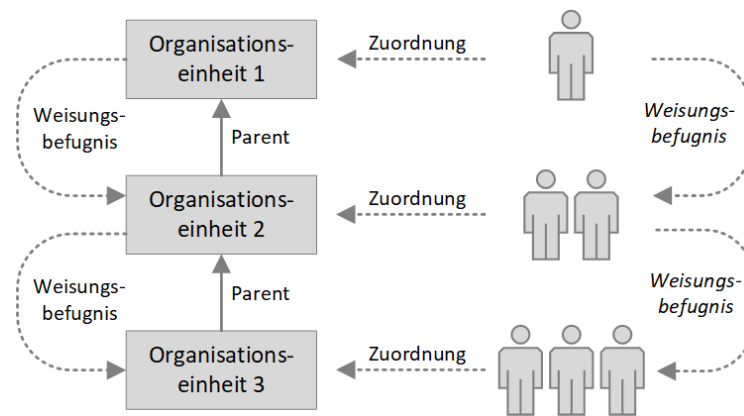 Organisations-
einheit 1
Zuordnung
Weisungs-
befugnis
Weisungs-
befugnis
Parent
Organisations-
einheit 2
Zuordnung
Weisungs-
befugnis
Weisungs-
befugnis
Parent
Organisations-
einheit 3
Zuordnung